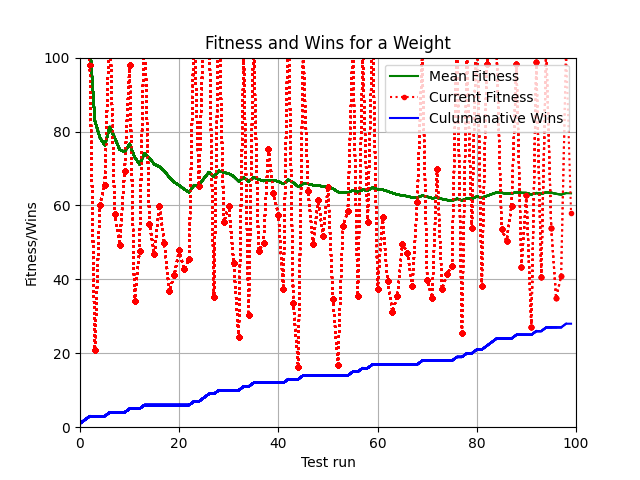 Fitness and Wins for a Weight
Mean Fitness
Current Fitness
Culumanative Wins
Fitness/Wins
100
80
60
40
20
0
0 20 40 60 80 100
Test run